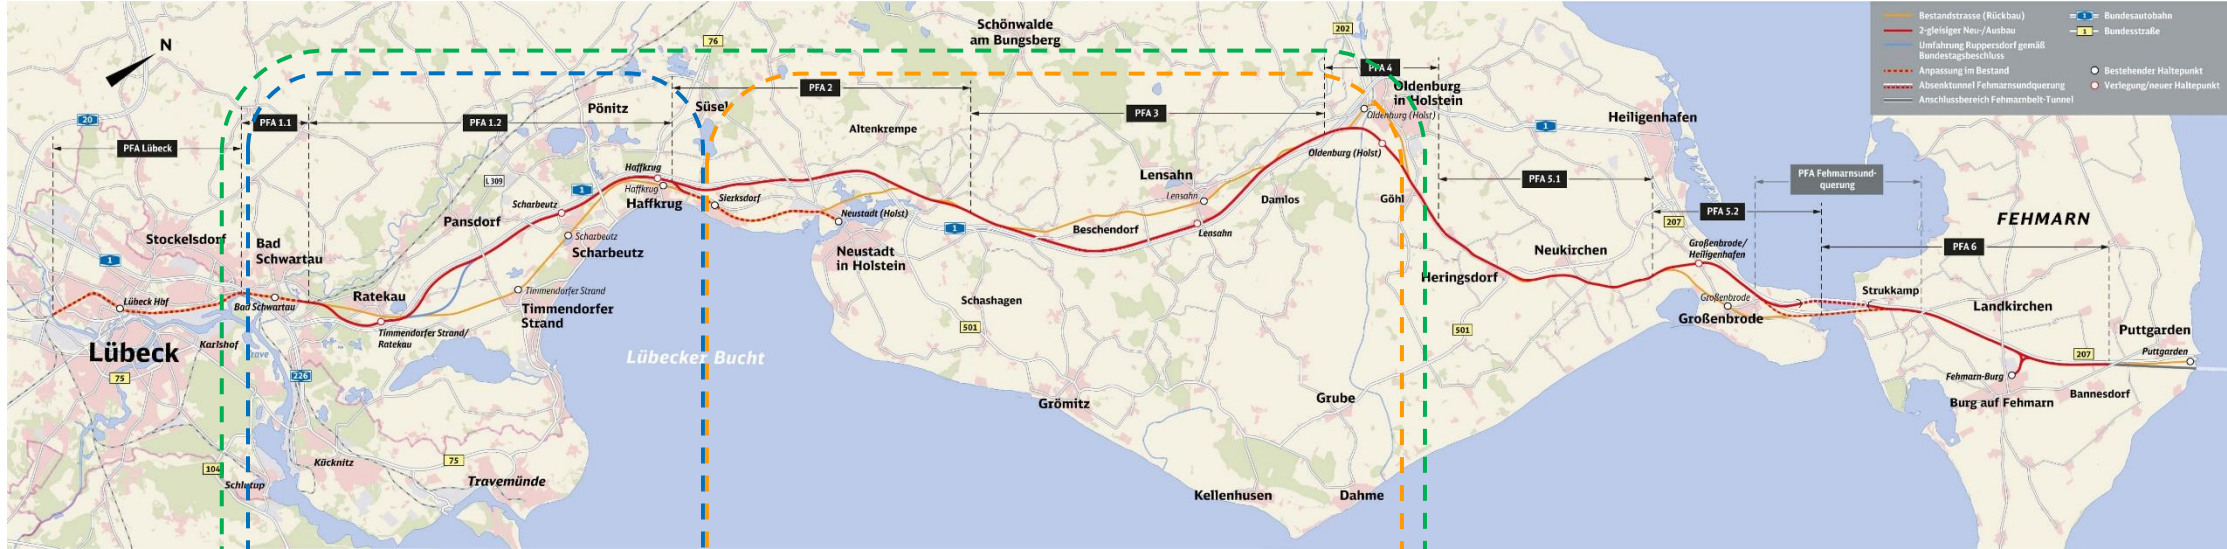 Schönwalde
am Bungsberg
N
76
202
Bestandstrasse (Rückbau)
2-gleisiger Neu-/Ausbau
Umfahrung Ruppersdorf gemäß
Bundestagsbeschluss
Anpassung im Bestand
Absenktunnel Fehmarnsundquerung
Anschlussbereich Fehmarnbelt-Tunnel
1 Bundesautobahn
1 Bundesstraße
Bestehender Haltepunkt
Verlegung/neuer Haltepunkt
PFA 4
PFA 2
Oldenburg
in Holstein
Oldenburg (Holst)
Pönitz
Süsel
PFA 3
20
PFA 1.1
PFA 1.2
Altenkrempe
1
Heiligenhafen
PFA Lübeck
Oldenburg (Holst)
Haffkrug
Haffkrug
Haffkrug
Lensahn
PFA 5.1
PFA Fehmarnsund-
querung
L 309
1
Scharbeutz
Sierksdorf
Lensahn
Damlos
Göhl
PFA 5.2
207
FEHMARN
Pansdorf
Neustadt (Holst)
1
Beschendorf
Lensahn
Stockelsdorf
Bad
Schwartau
Scharbeutz
Scharbeutz
Neustadt
in Holstein
Neukirchen
Großenbrode/
Heiligenhafen
PFA 6
1
Heringsdorf
Timmendorfer Strand
Timmendorfer
Strand
Lübeck Hbf
Bad Schwartau
Ratekau
Schashagen
Großenbrode
Großenbrode
Strukkamp
Landkirchen
Timmendorfer Strand/
Ratekau
501
501
Puttgarden
Puttgarden
Lübeck
Karlshof
Trave
Lübecker Bucht
207
75
226
Fehmarn-Burg
Burg auf Fehmarn
Bannesdorf
Grömitz
Grube
104
Schlutup
Kücknitz
75
Travemünde
Kellenhusen
Dahme